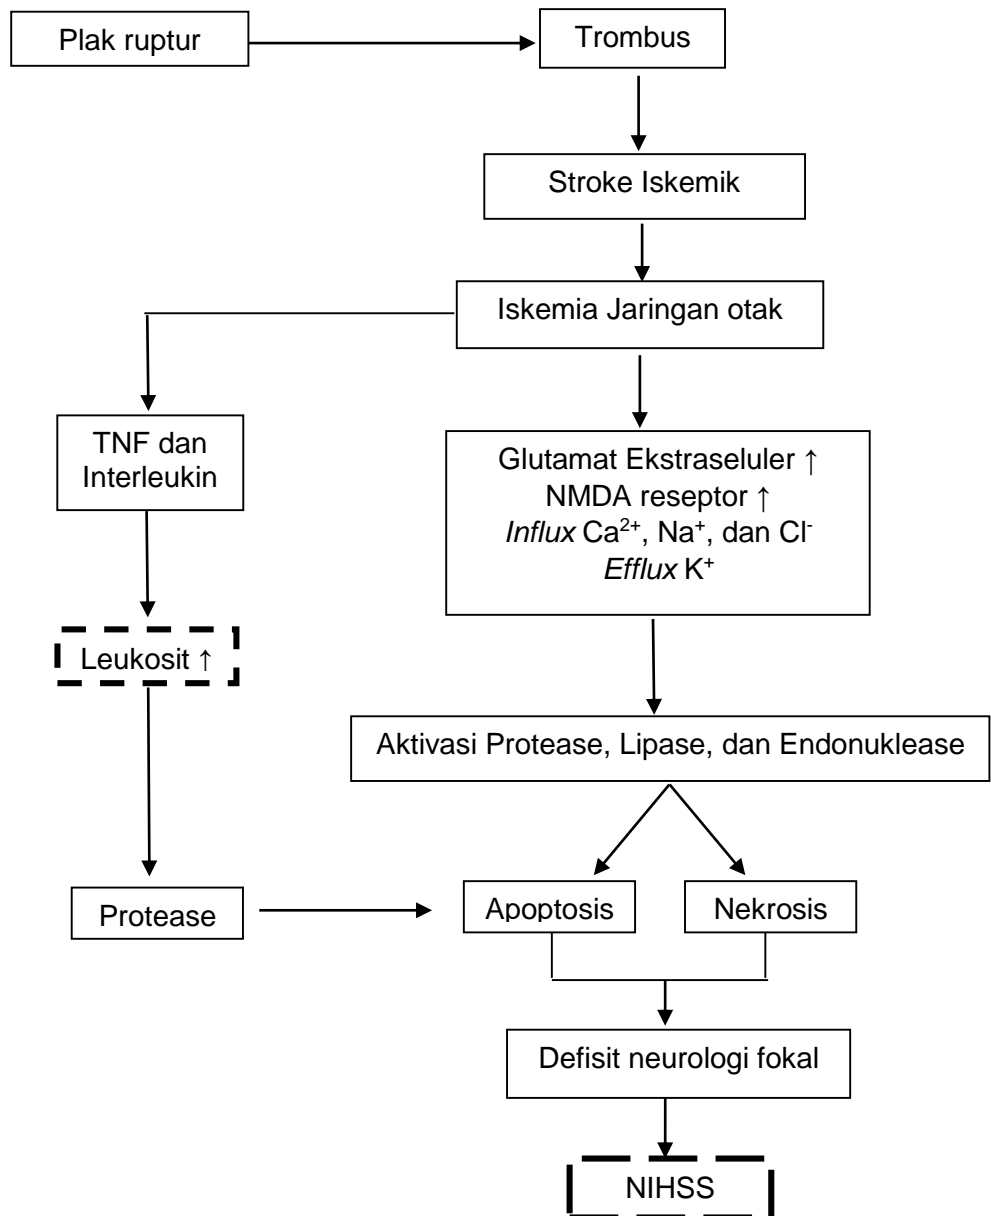 Plak ruptur
Trombus
Stroke Iskemik
Iskemia Jaringan otak
TNF dan
Interleukin
Glutamat Ekstraseluler ↑
NMDA reseptor ↑
Influx Ca²⁺, Na⁺, dan Cl⁻
Efflux K⁺
Leukosit ↑
Aktivasi Protease, Lipase, dan Endonuklease
Protease
Apoptosis
Nekrosis
Defisit neurologi fokal
NIHSS